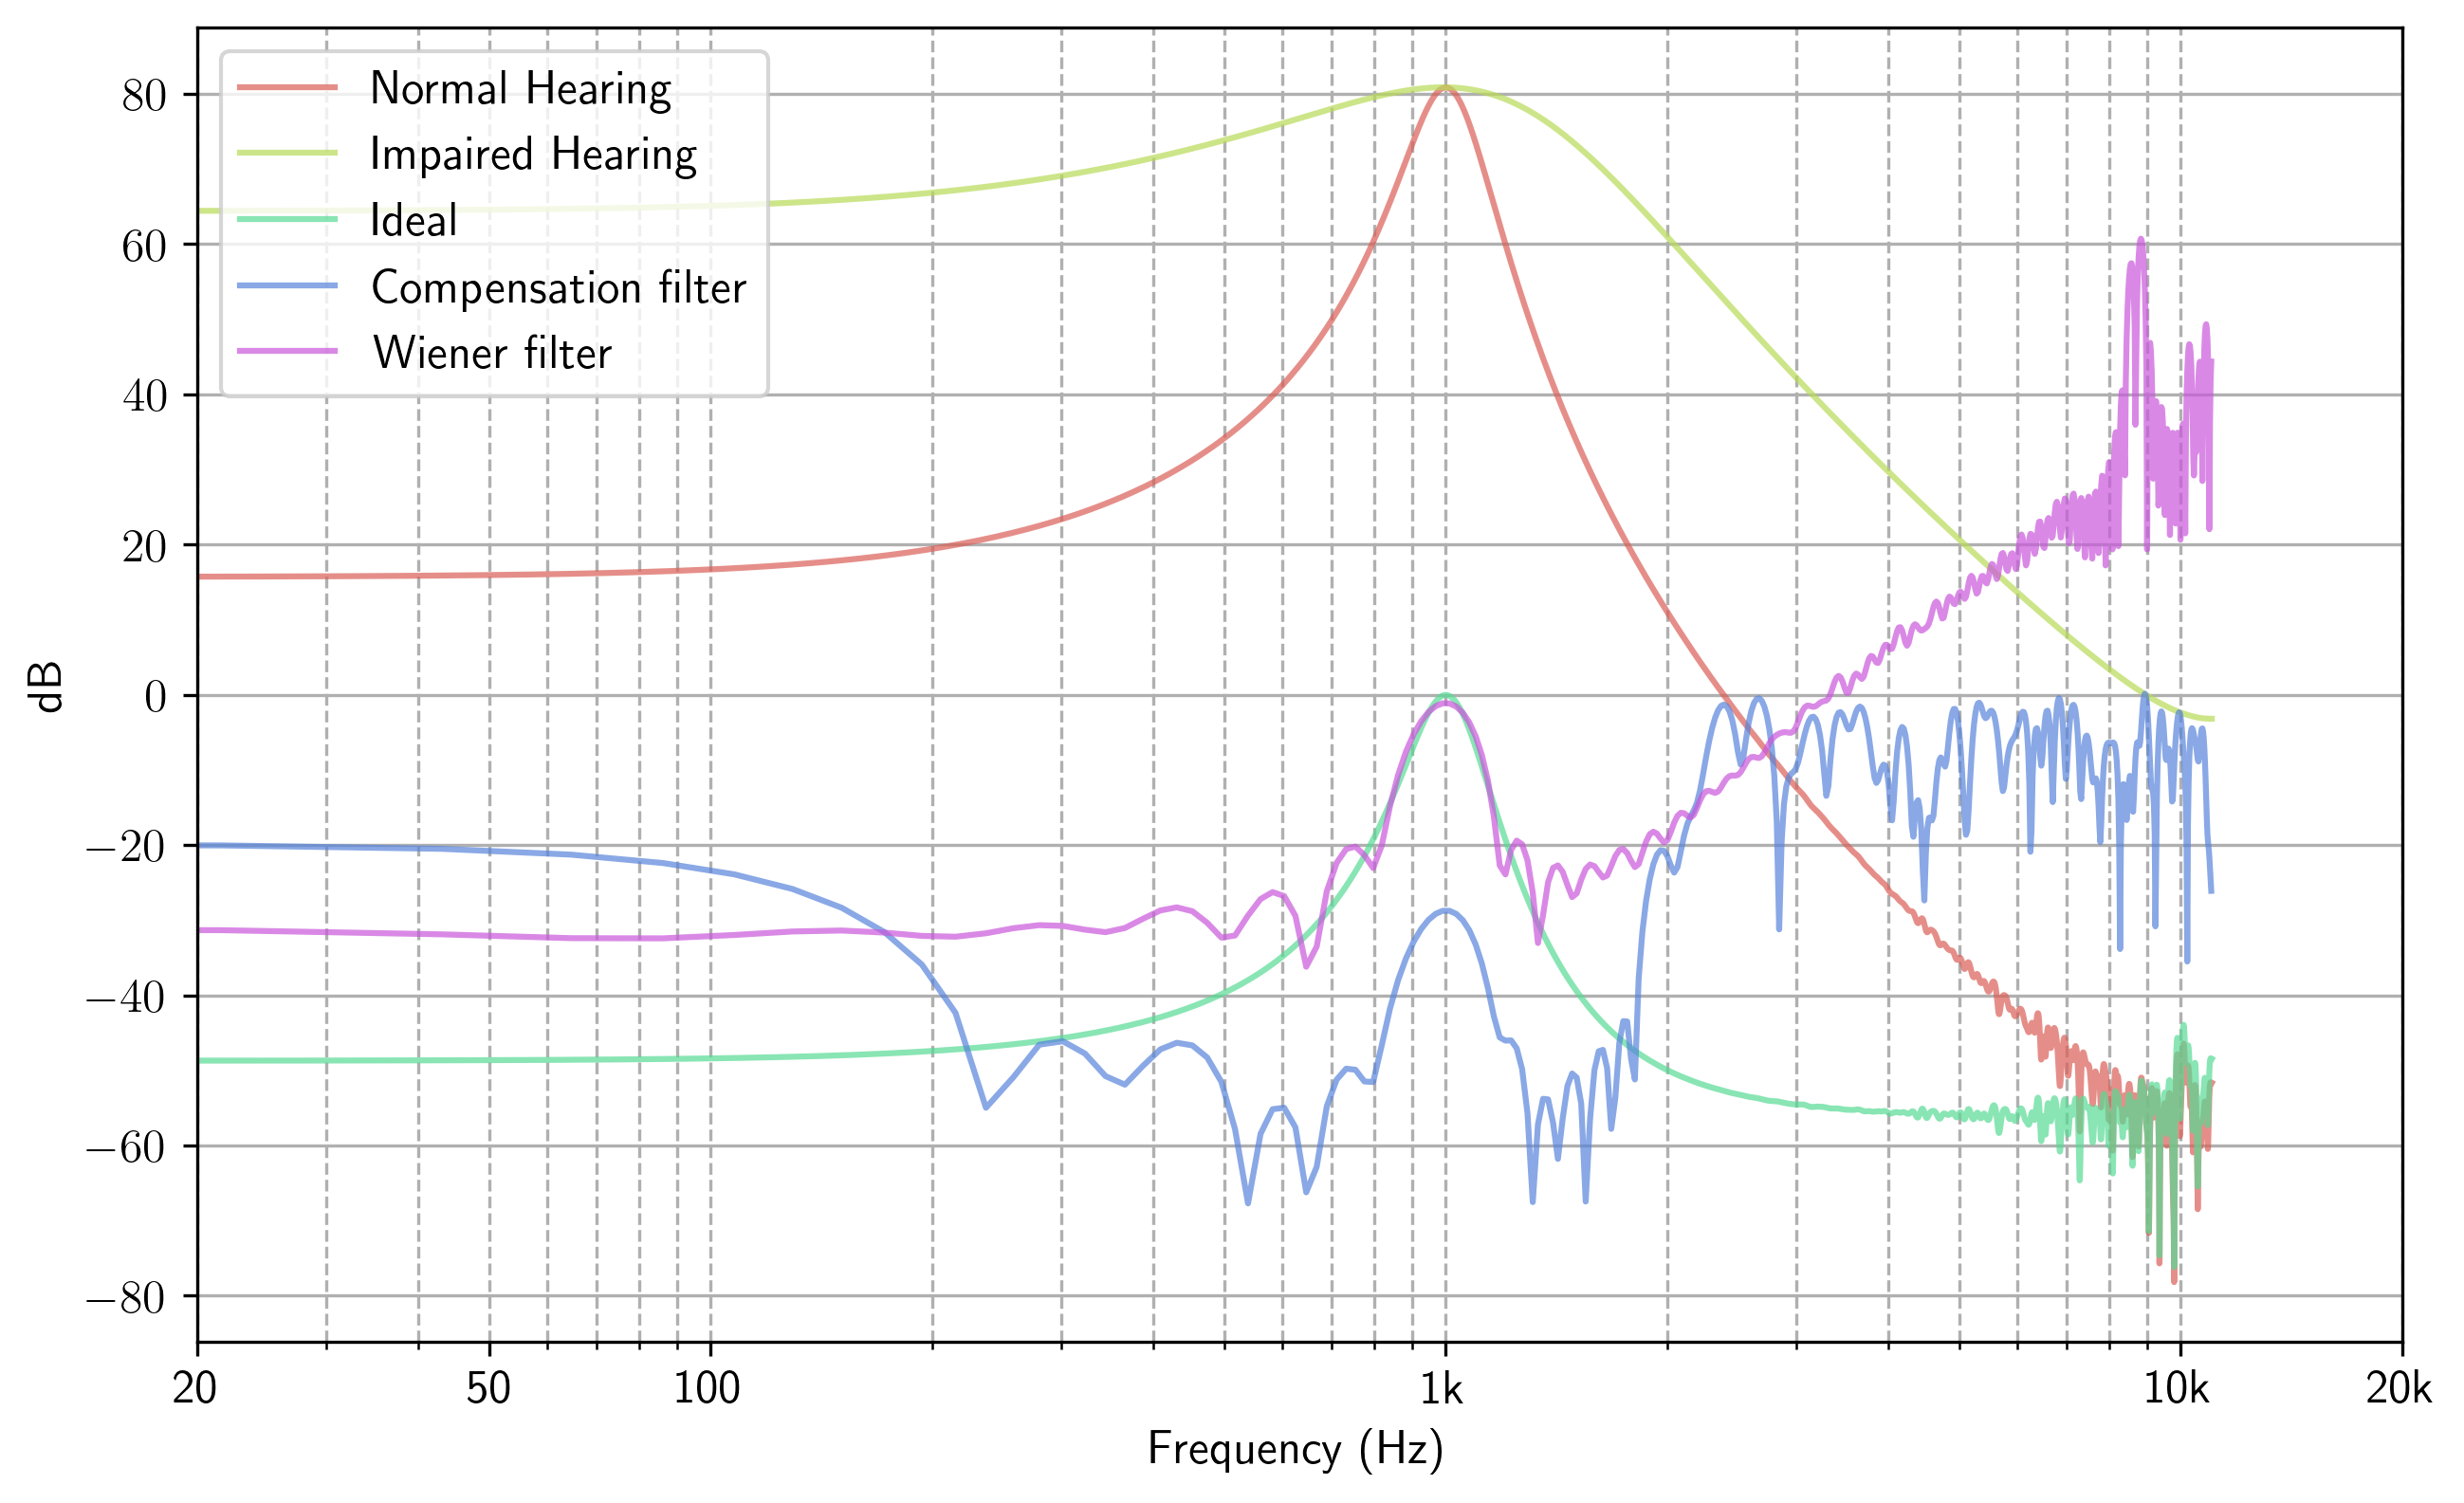 Normal Hearing
Impaired Hearing
Ideal
Compensation filter
Wiener filter
80
60
40
20
0
−20
−40
−60
−80
dB
20 50 100 1k 10k 20k
Frequency (Hz)